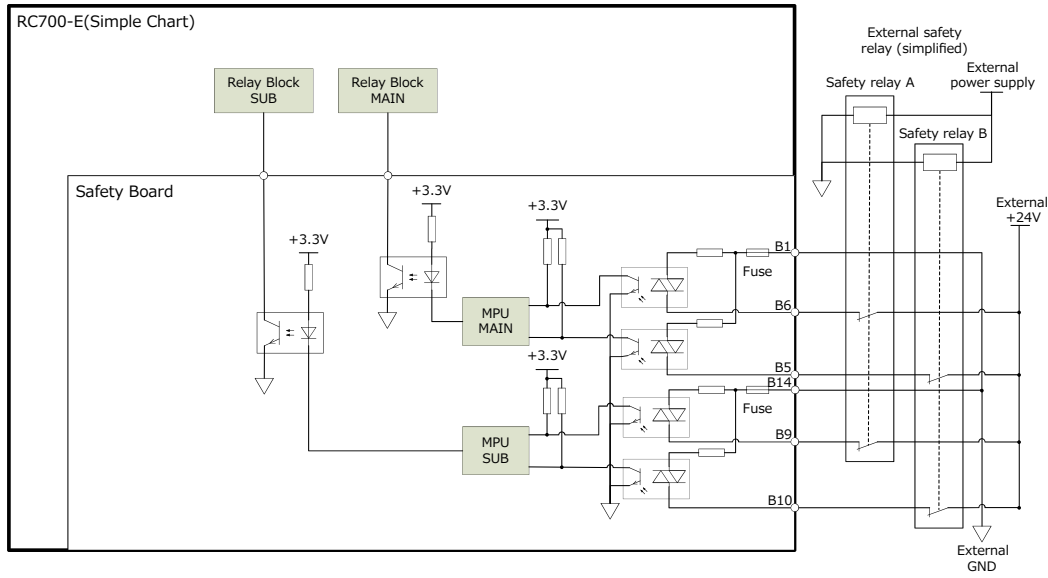 RC700-E(Simple Chart)
External safety
relay (simplified)
External
power supply
Safety relay A
Relay Block
SUB
Relay Block
MAIN
Safety relay B
Safety Board
+3.3V
+3.3V
External
+24V
+3.3V
B1
Fuse
MPU
MAIN
B6
+3.3V
B5
B14
Fuse
MPU
SUB
B9
B10
External
GND